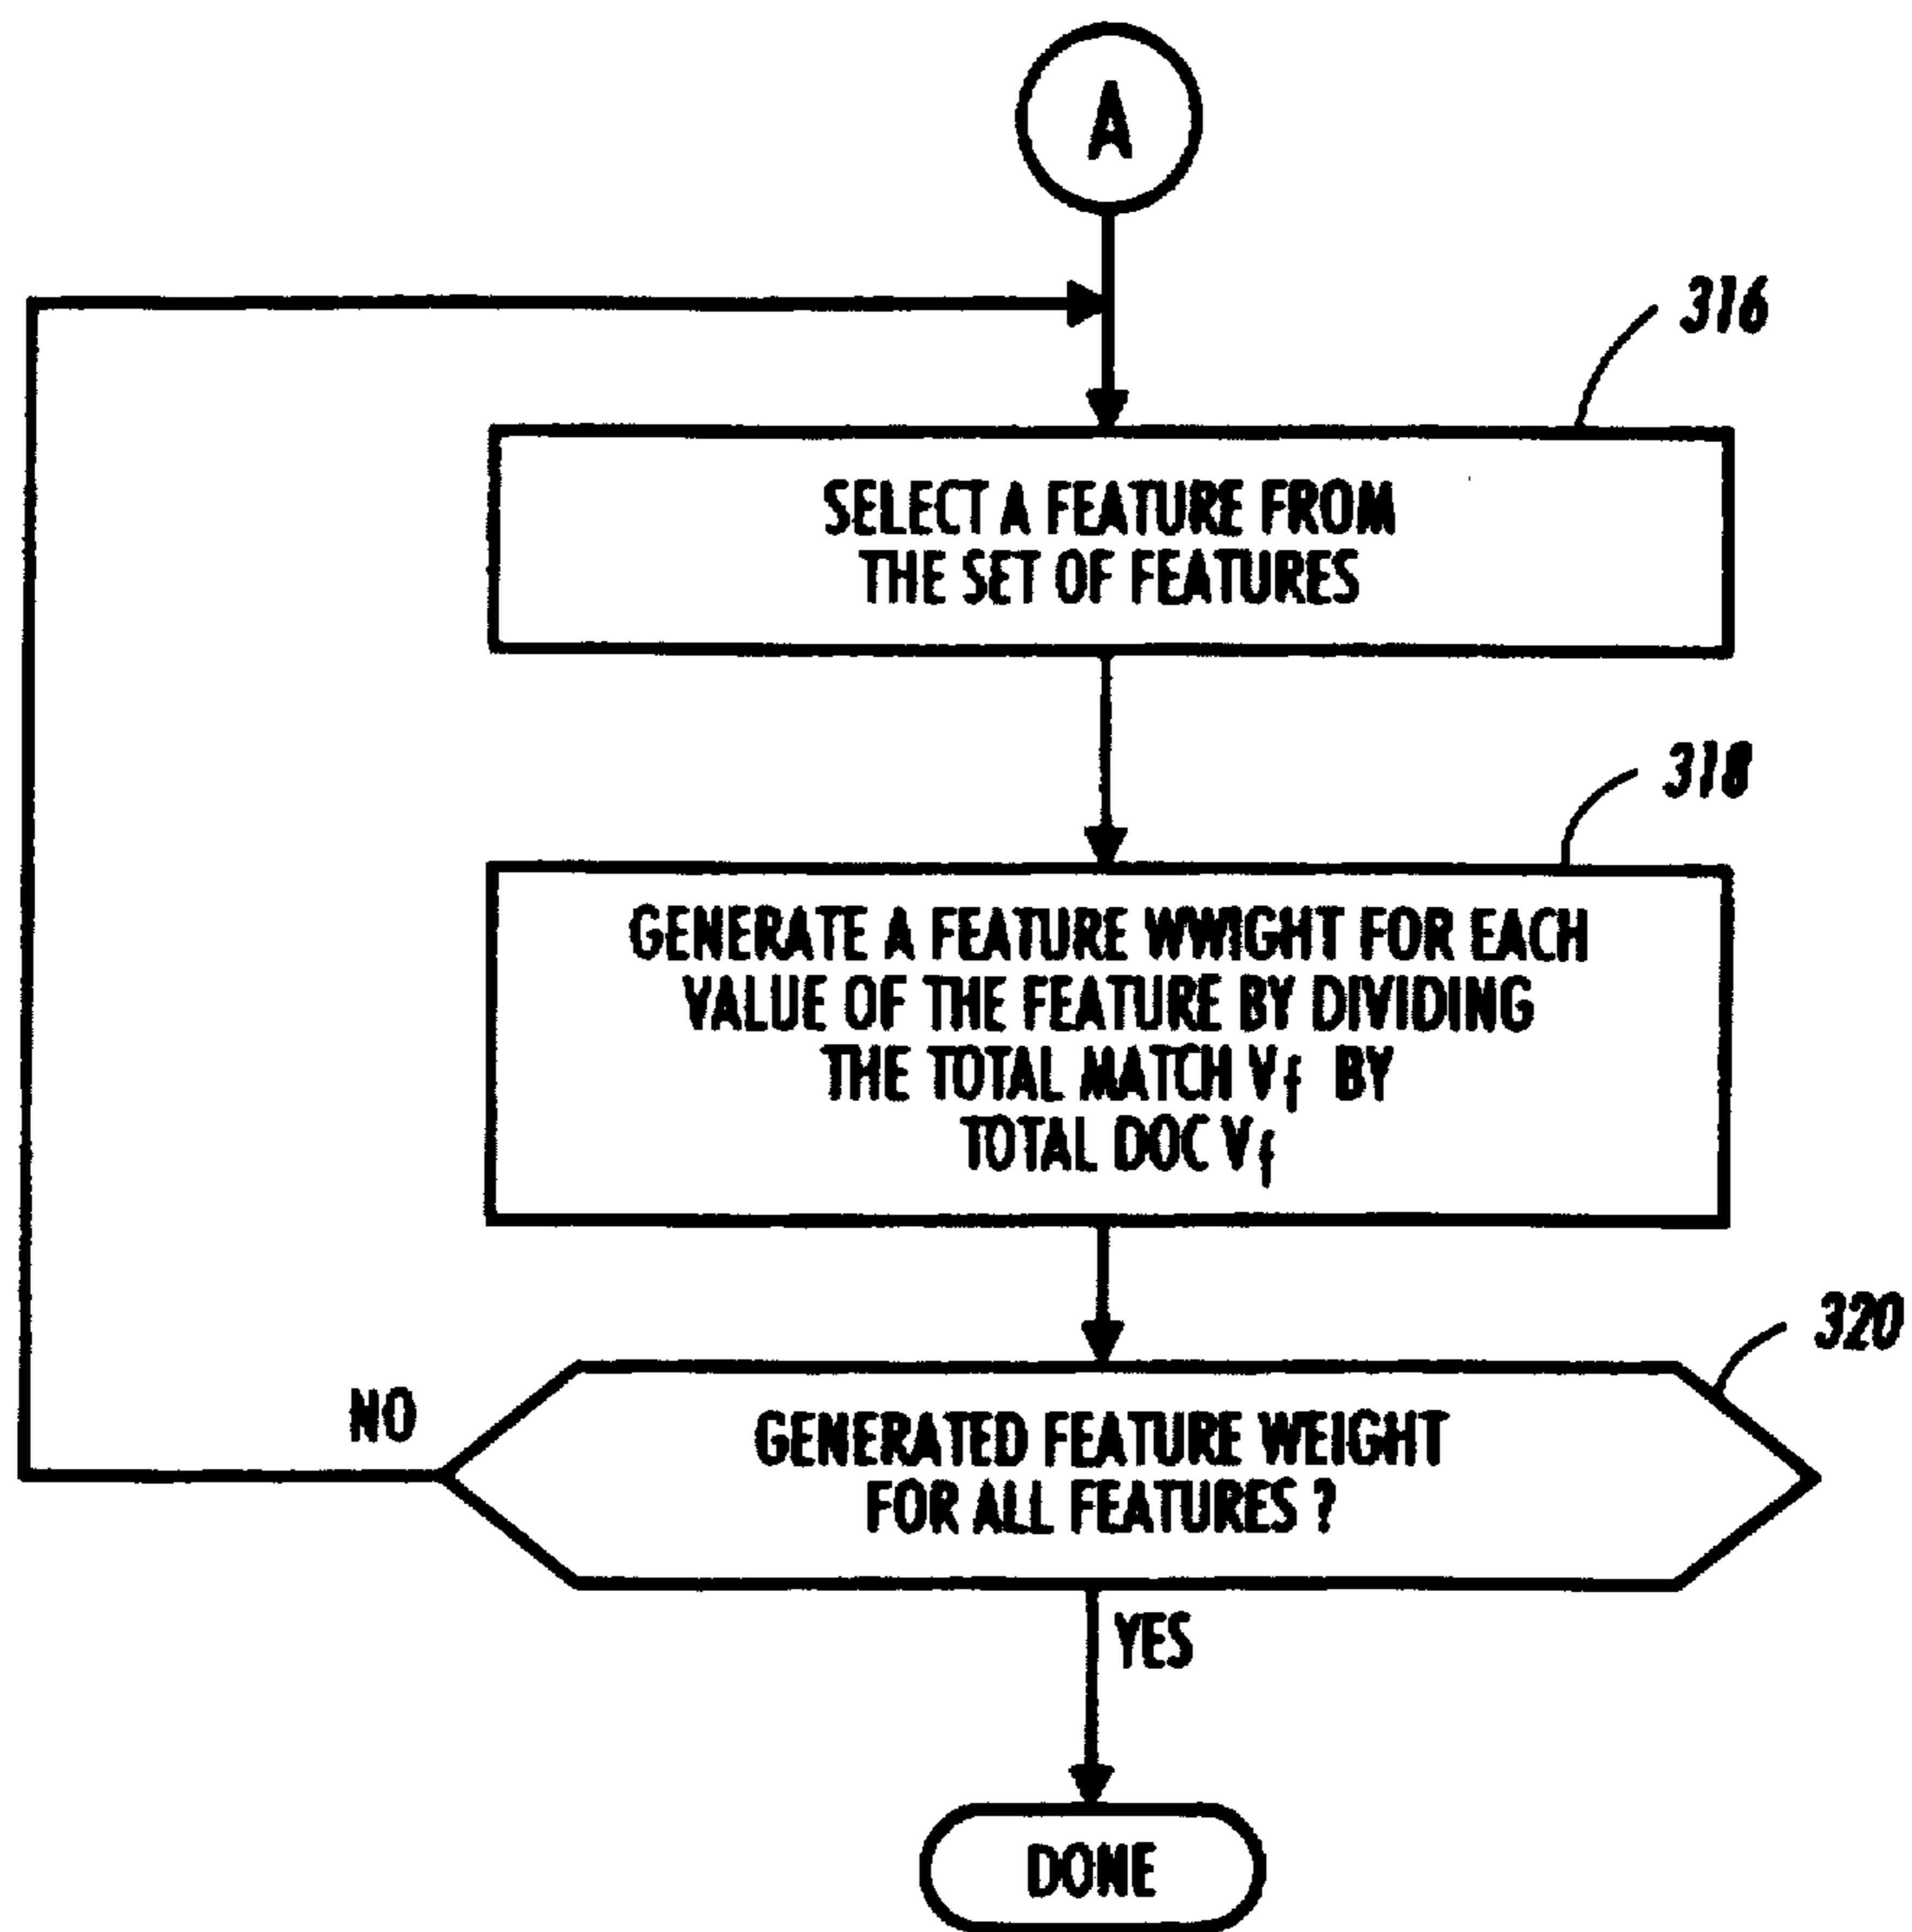 A
316
SELECT A FEATURE FROM
THE SET OF FEATURES
318
GENERATE A FEATURE WWIGHT FOR EACH
VALUE OF THE FEATURE BY DIVIDING
THE TOTAL MATCH Vf BY
TOTAL DOC Vf
320
NO
GENERATED FEATURE WEIGHT
FOR ALL FEATURES ?
YES
DONE